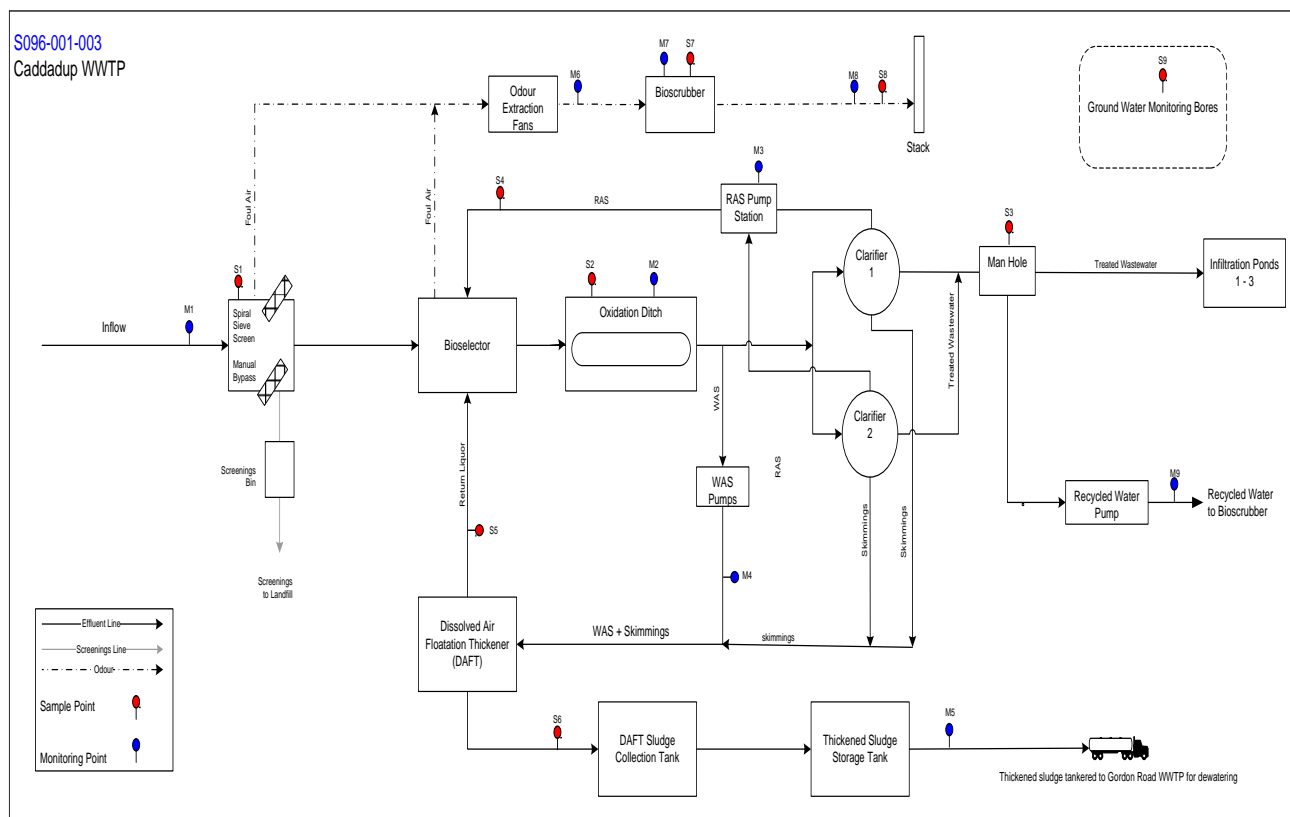 S096-001-003
Caddadup WWTP
M6
Odour
Extraction
Fans
M7
S7
Bioscrubber
M8
S8
Stack
S9
Ground Water Monitoring Bores
Foul Air
Foul Air
S4
RAS
M3
RAS Pump
Station
Clarifier
1
S3
Man Hole
Treated Wastewater
Infiltration Ponds
1 - 3
Inflow
M1
S1
Spiral
Sieve
Screen
Manual
Bypass
Bioselector
S2
M2
Oxidation Ditch
WAS
Clarifier
2
Treated Wastewater
Screenings
Bin
Screenings
to Landfill
Return Liquor
S5
WAS
Pumps
RAS
Skimmings
Skimmings
M4
Recycled Water
Pump
M9
Recycled Water
to Bioscrubber
Dissolved Air
Floatation Thickener
(DAFT)
WAS + Skimmings
skimmings
S6
DAFT Sludge
Collection Tank
Thickened Sludge
Storage Tank
M5
Thickened sludge tankered to Gordon Road WWTP for dewatering
Effluent Line
Screenings Line
Odour
Sample Point
Monitoring Point